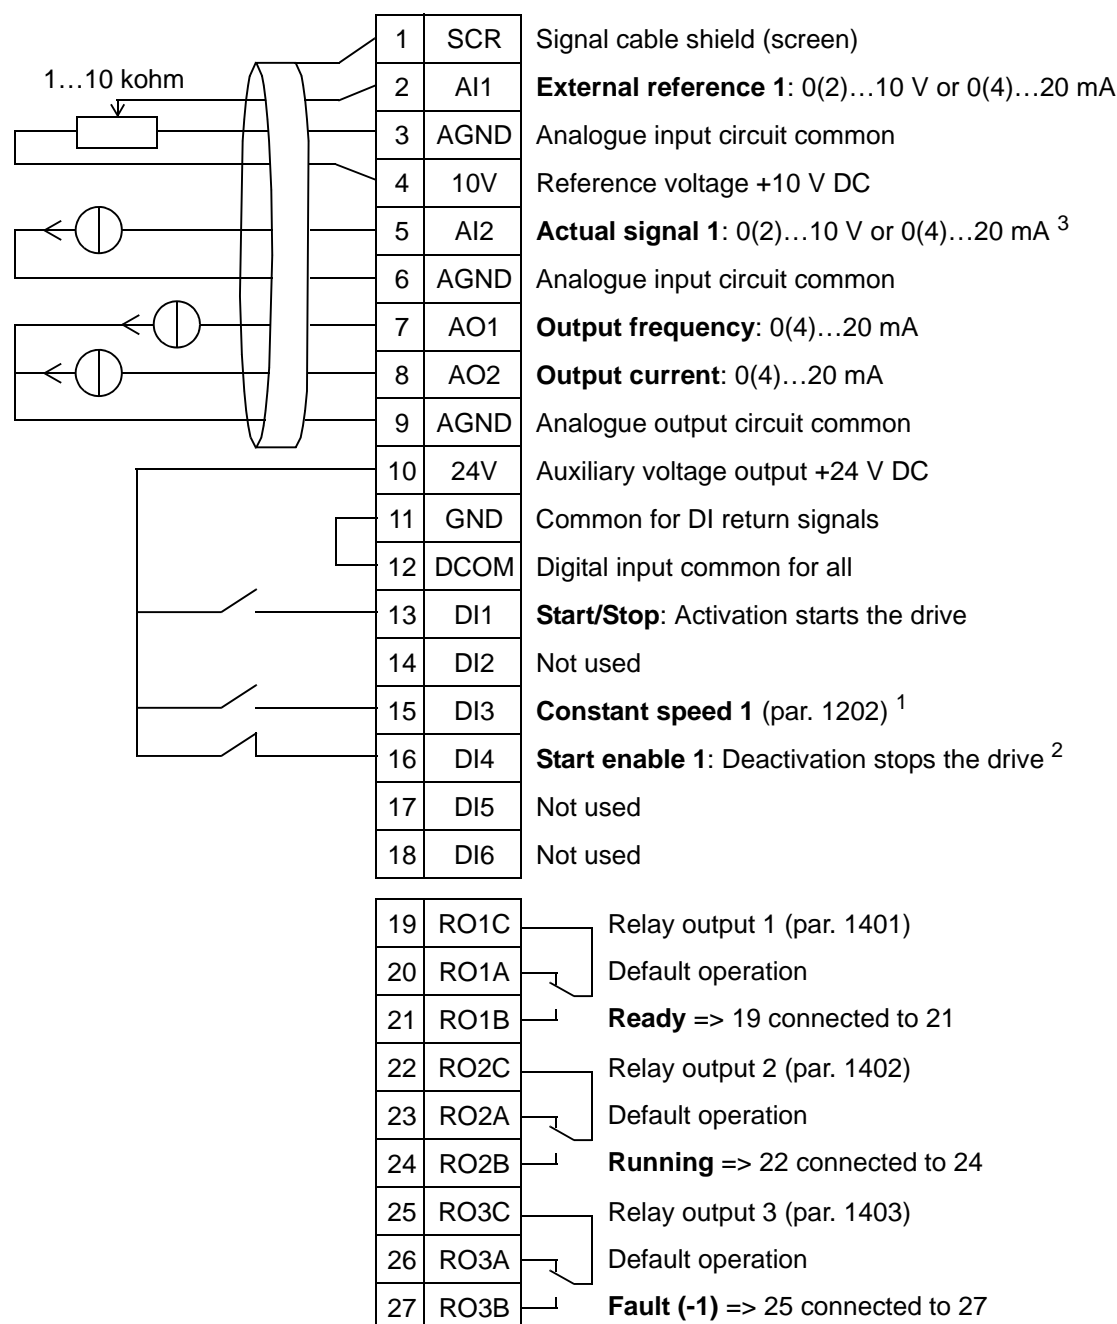 1 SCR Signal cable shield (screen)
1…10 kohm
2 AI1 External reference 1: 0(2)…10 V or 0(4)…20 mA
3 AGND Analogue input circuit common
4 10V Reference voltage +10 V DC
5 AI2 Actual signal 1: 0(2)…10 V or 0(4)…20 mA 3
6 AGND Analogue input circuit common
7 AO1 Output frequency: 0(4)…20 mA
8 AO2 Output current: 0(4)…20 mA
9 AGND Analogue output circuit common
10 24V Auxiliary voltage output +24 V DC
11 GND Common for DI return signals
12 DCOM Digital input common for all
13 DI1 Start/Stop: Activation starts the drive
14 DI2 Not used
15 DI3 Constant speed 1 (par. 1202) 1
16 DI4 Start enable 1: Deactivation stops the drive 2
17 DI5 Not used
18 DI6 Not used
19 RO1C Relay output 1 (par. 1401)
20 RO1A Default operation
21 RO1B Ready => 19 connected to 21
22 RO2C Relay output 2 (par. 1402)
23 RO2A Default operation
24 RO2B Running => 22 connected to 24
25 RO3C Relay output 3 (par. 1403)
26 RO3A Default operation
27 RO3B Fault (-1) => 25 connected to 27